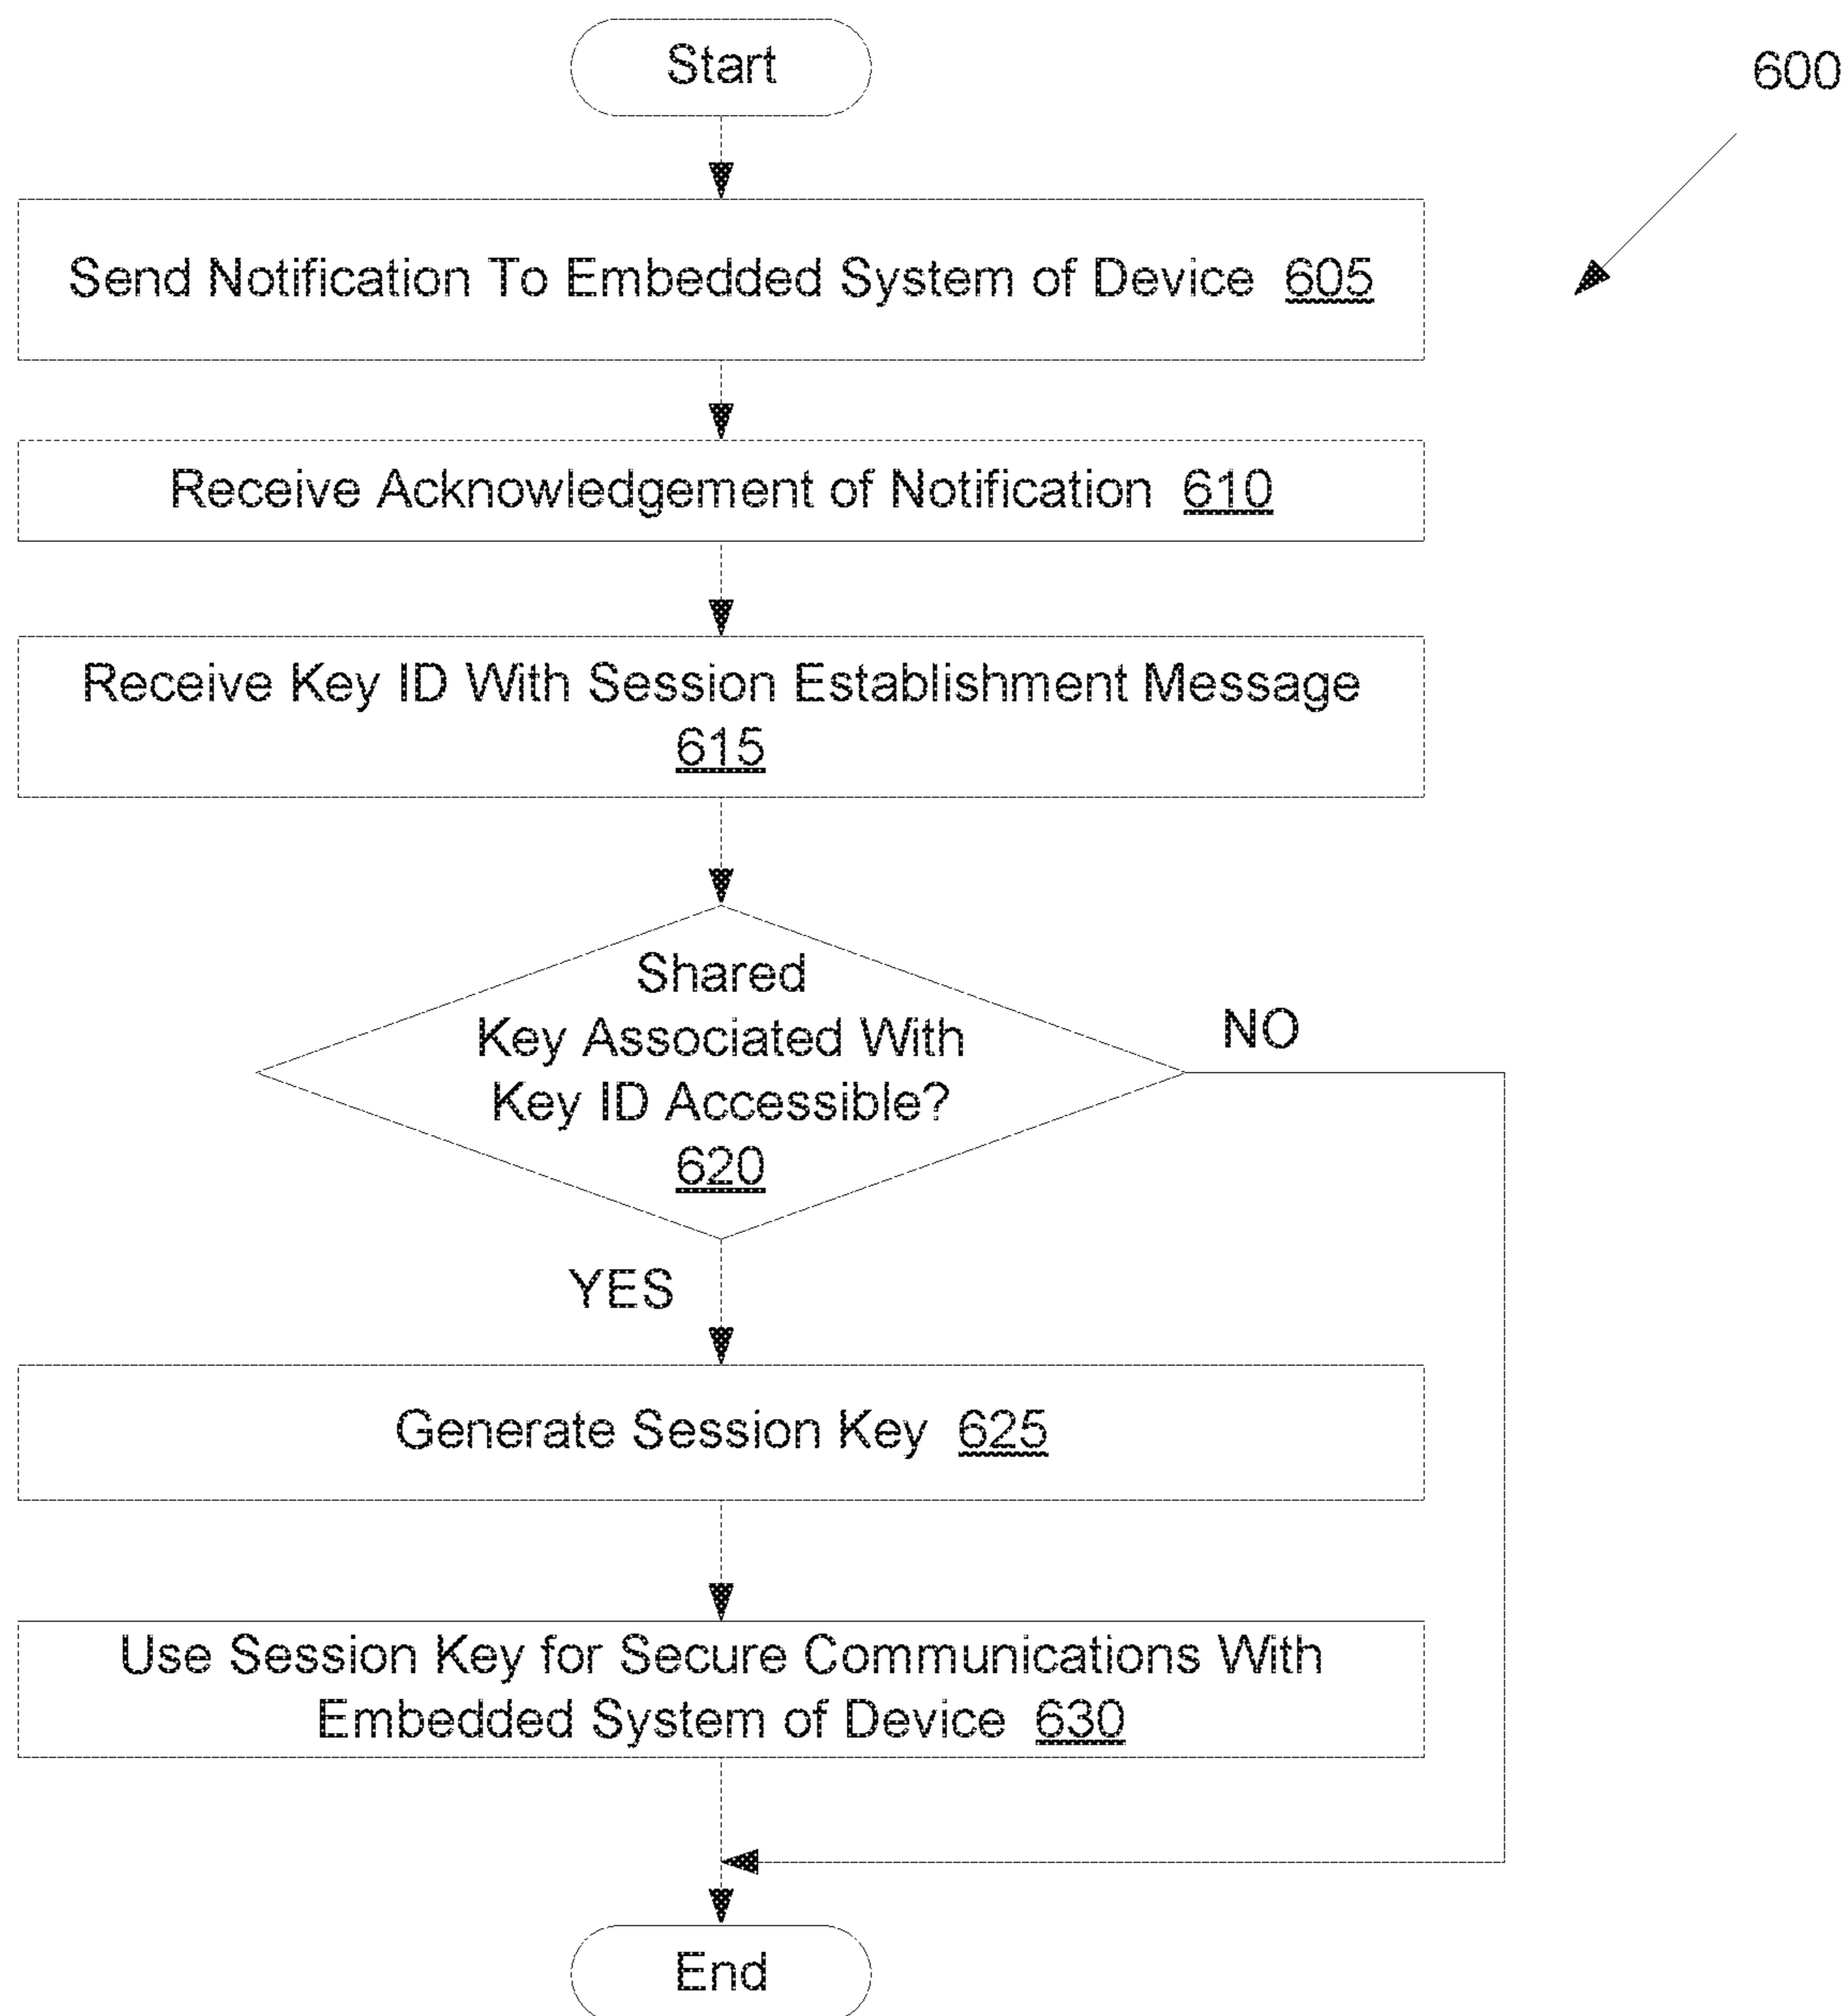 Start
600
Send Notification To Embedded System of Device 605
Receive Acknowledgement of Notification 610
Receive Key ID With Session Establishment Message
615
Shared
Key Associated With
Key ID Accessible?
620
NO
YES
Generate Session Key 625
Use Session Key for Secure Communications With
Embedded System of Device 630
End